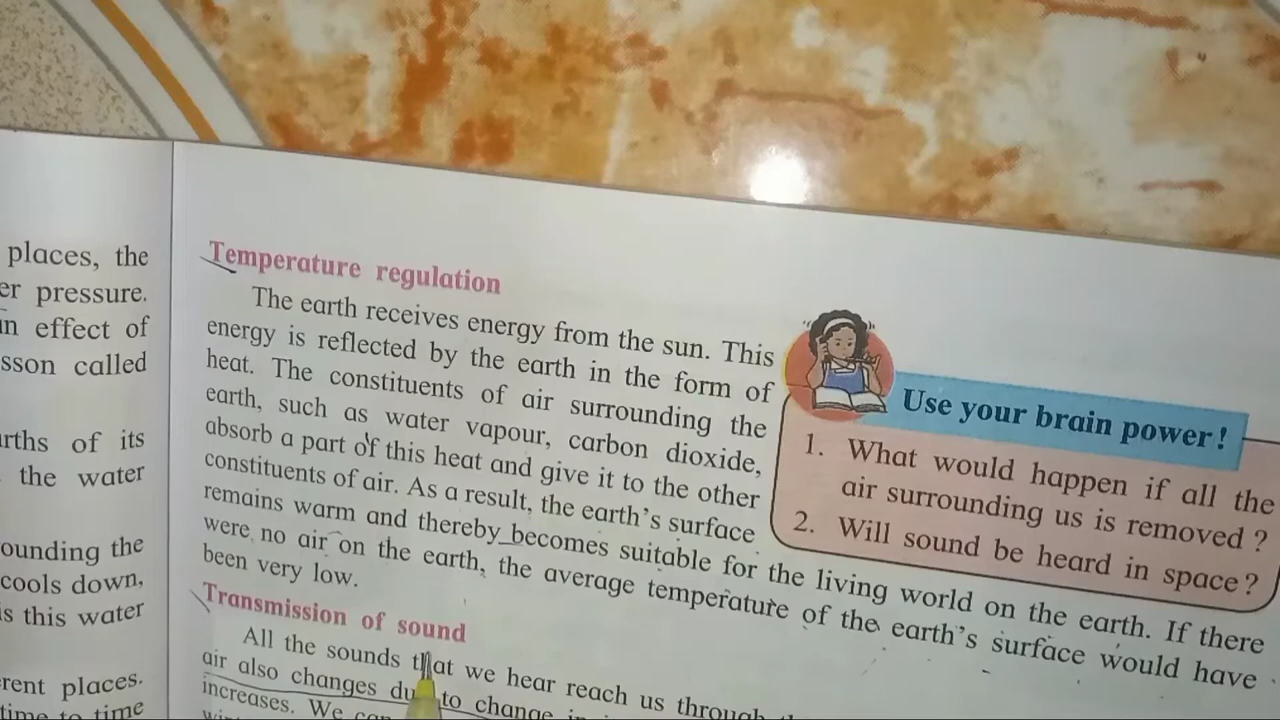 places, the
er pressure.
n effect of
sson called
rths of its
the water
ounding the
cools down,
s this water
rent places.
time to time
Temperature regulation
The earth receives energy from the sun. This
energy is reflected by the earth in the form of
heat. The constituents of air surrounding the
earth, such as water vapour, carbon dioxide,
absorb a part of this heat and give it to the other
constituents of air. As a result, the earth's surface
remains warm and thereby becomes suitable for the living world on the earth. If there
were no air on the earth, the average temperature of the earth's surface would have
been very low.
Use your brain power!
1. What would happen if all the
air surrounding us is removed ?
2. Will sound be heard in space?
Transmission of sound
All the sounds that we hear reach us through
air also changes due to change in
increases. We can